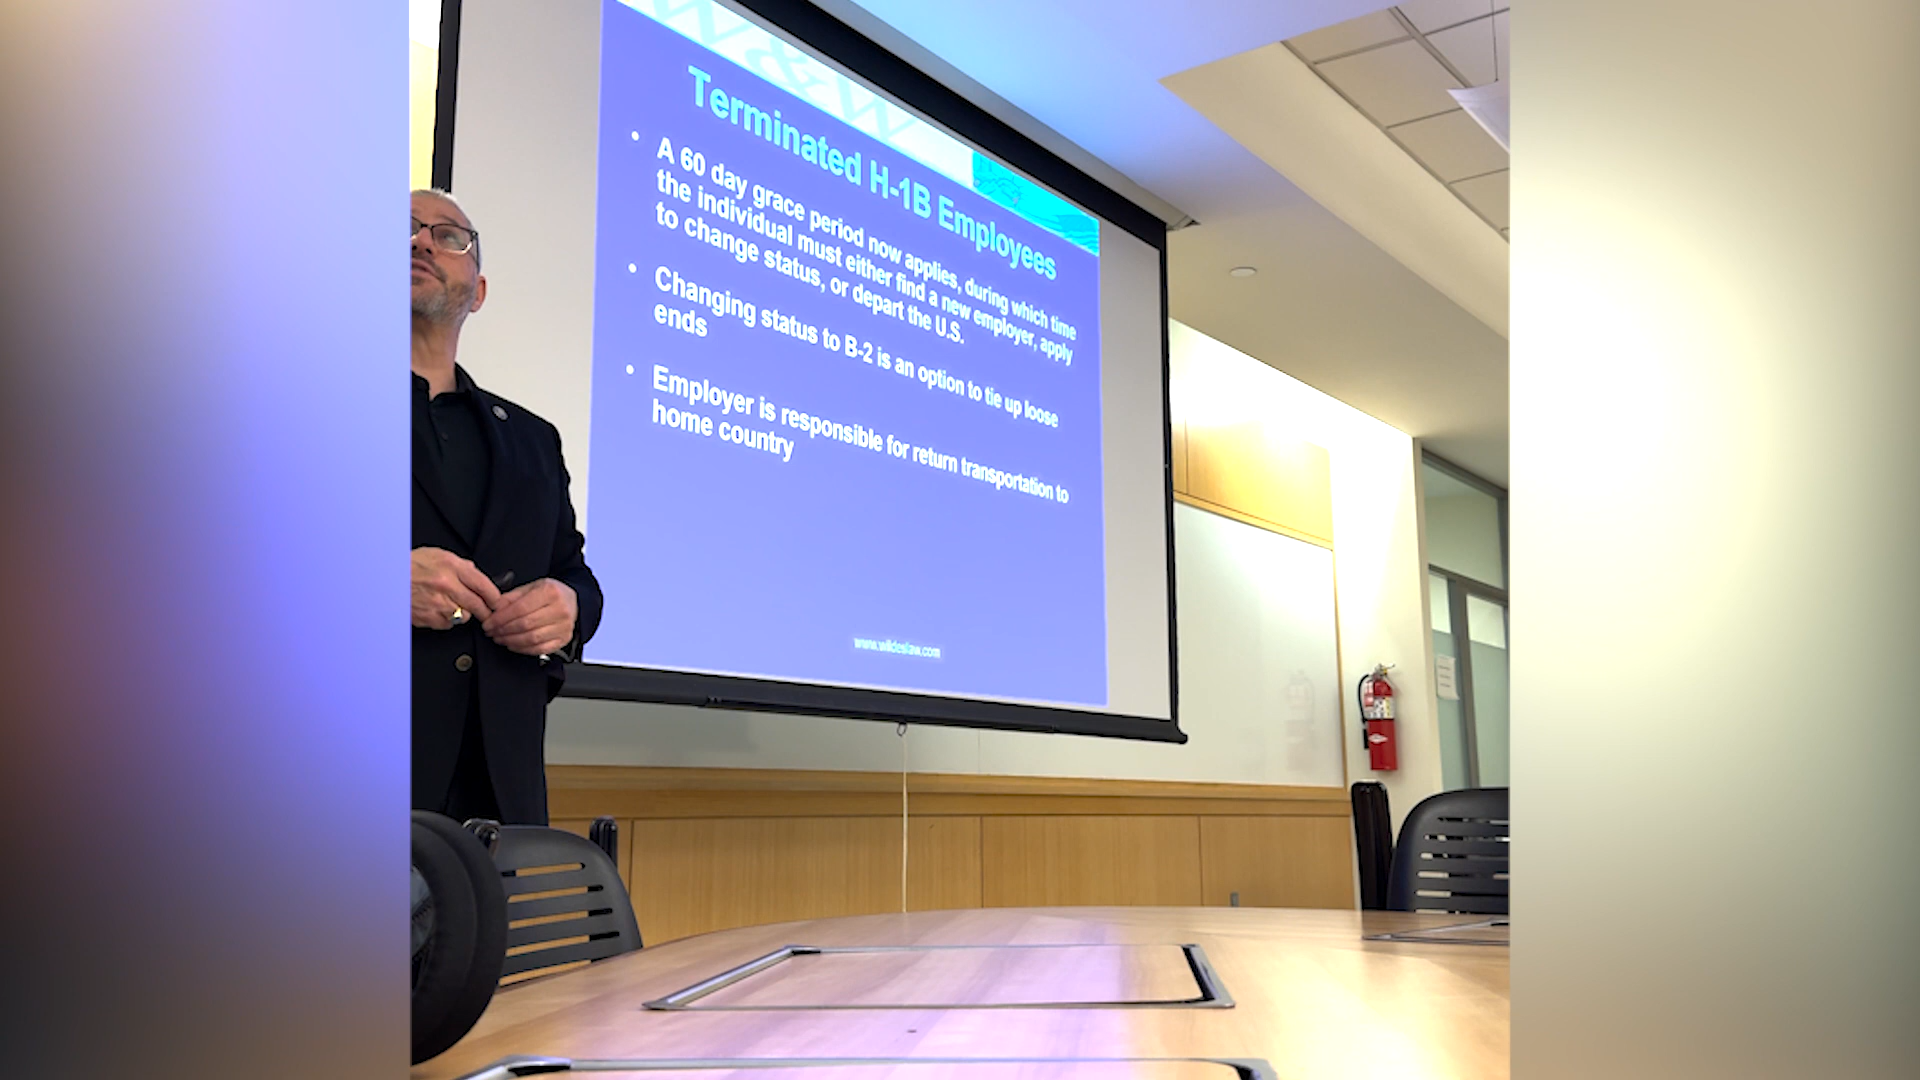 W&W
Terminated H-1B Employees
• A 60 day grace period now applies, during which time
the individual must either find a new employer, apply
to change status, or depart the U.S.
• Changing status to B-2 is an option to tie up loose
ends
• Employer is responsible for return transportation to
home country
www.wildeslaw.com